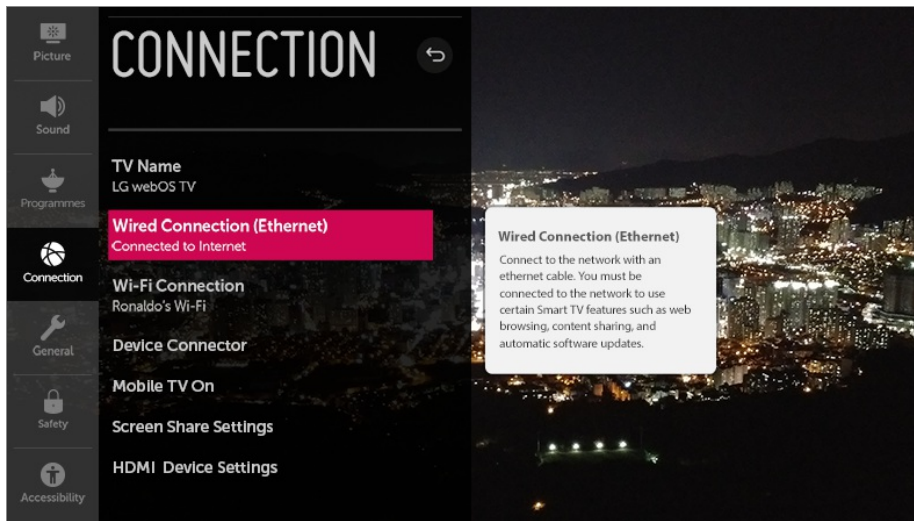 Picture
Sound
Programmes
Connection
General
Safety
Accessibility
CONNECTION
TV Name
LG webOS TV
Wired Connection (Ethernet)
Connected to Internet
Wi-Fi Connection
Ronaldo's Wi-Fi
Device Connector
Mobile TV On
Screen Share Settings
HDMI Device Settings
Wired Connection (Ethernet)
Connect to the network with an
ethernet cable. You must be
connected to the network to use
certain Smart TV features such as web
browsing, content sharing, and
automatic software updates.